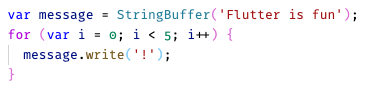 var message = StringBuffer('Flutter is fun');
for (var i = 0; i < 5; i++) {
  message.write('!');
}